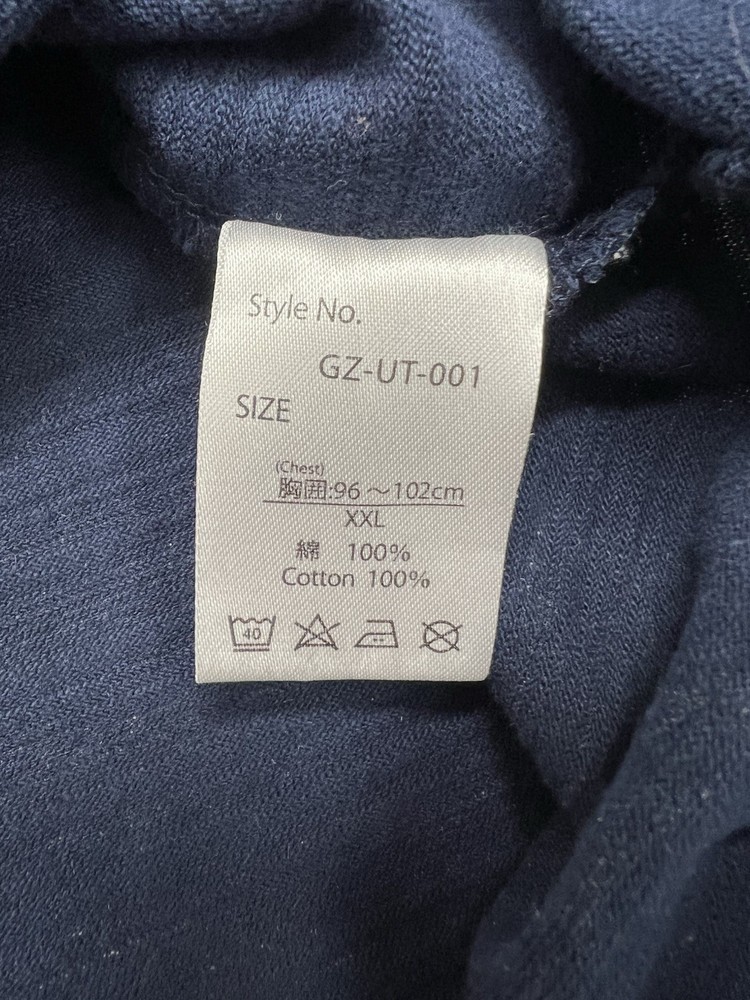 Style No.
GZ-UT-001
SIZE
(Chest)
胸囲:96 ～102cm
XXL
綿 100%
Cotton 100%
40